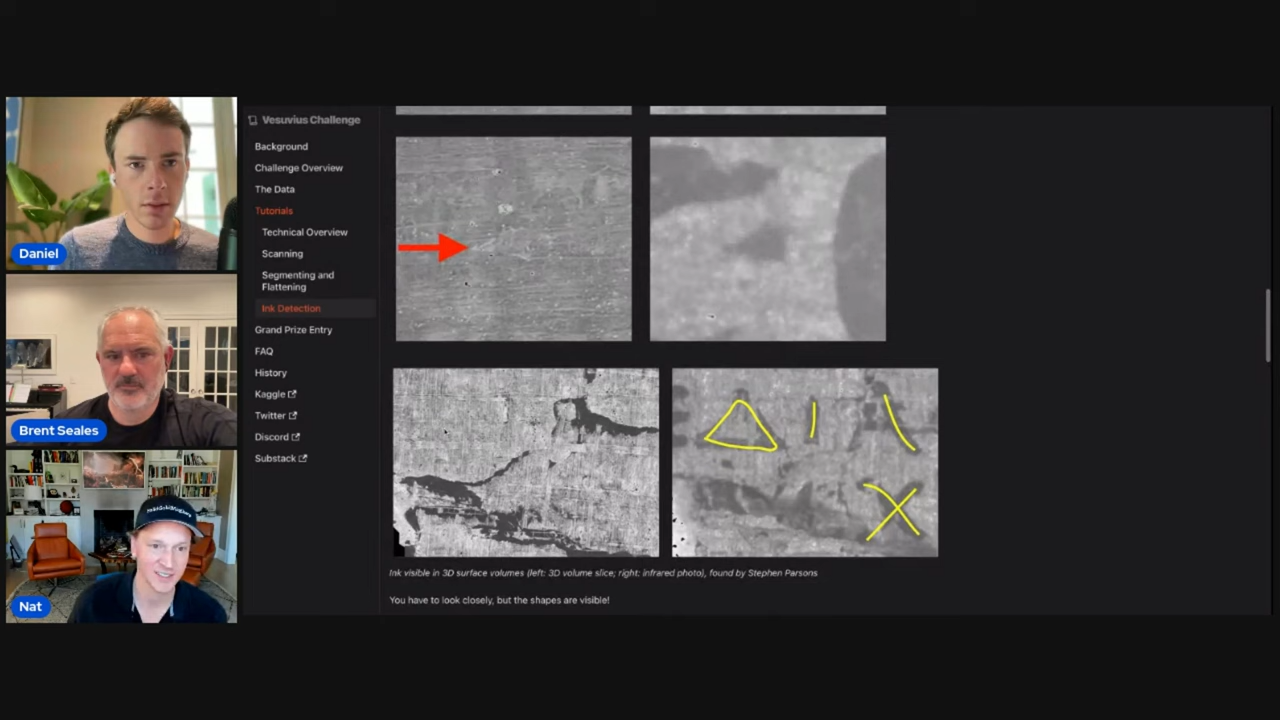 Daniel
Brent Seales
Nat
Vesuvius Challenge
Background
Challenge Overview
The Data
Tutorials
Technical Overview
Scanning
Segmenting and
Flattening
Ink Detection
Grand Prize Entry
FAQ
History
Kaggle
Twitter
Discord
Substack
Ink visible in 3D surface volumes (left: 3D volume slice; right: infrared photo), found by Stephen Parsons
You have to look closely, but the shapes are visible!